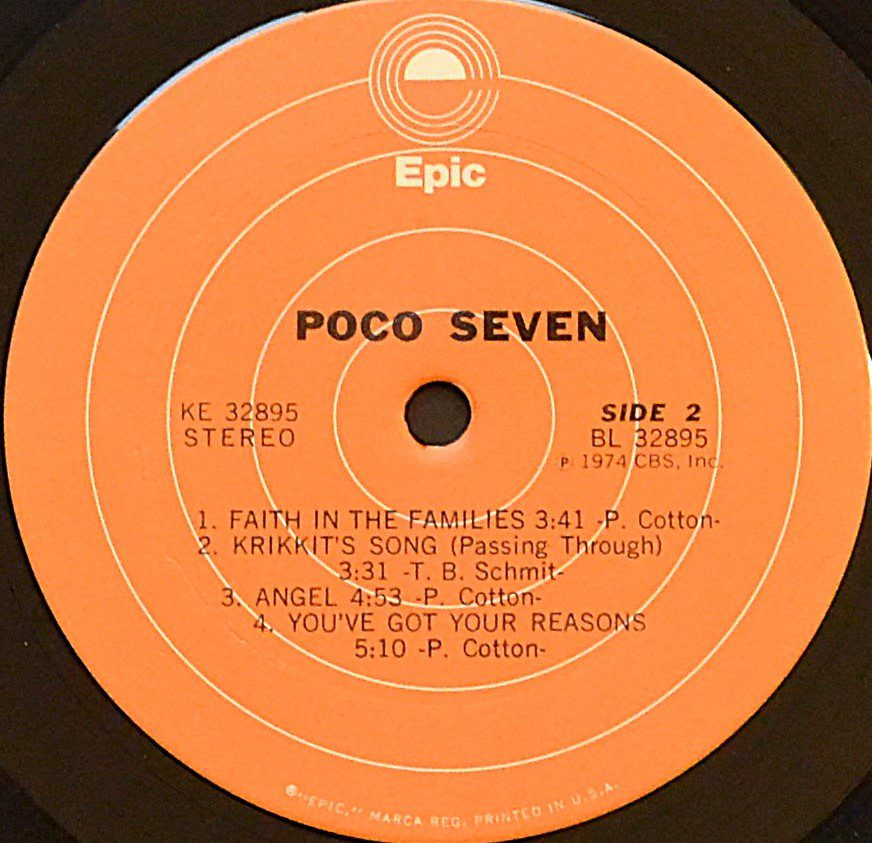 Epic
POCO SEVEN
KE 32895
STEREO
SIDE 2
BL 32895
℗ 1974 CBS, Inc.
1. FAITH IN THE FAMILIES 3:41 -P. Cotton-
2. KRIKKIT'S SONG (Passing Through)
3:31 -T. B. Schmit-
3. ANGEL 4:53 -P. Cotton-
4. YOU'VE GOT YOUR REASONS
5:10 -P. Cotton-
®"EPIC," MARCA REG. PRINTED IN U.S.A.